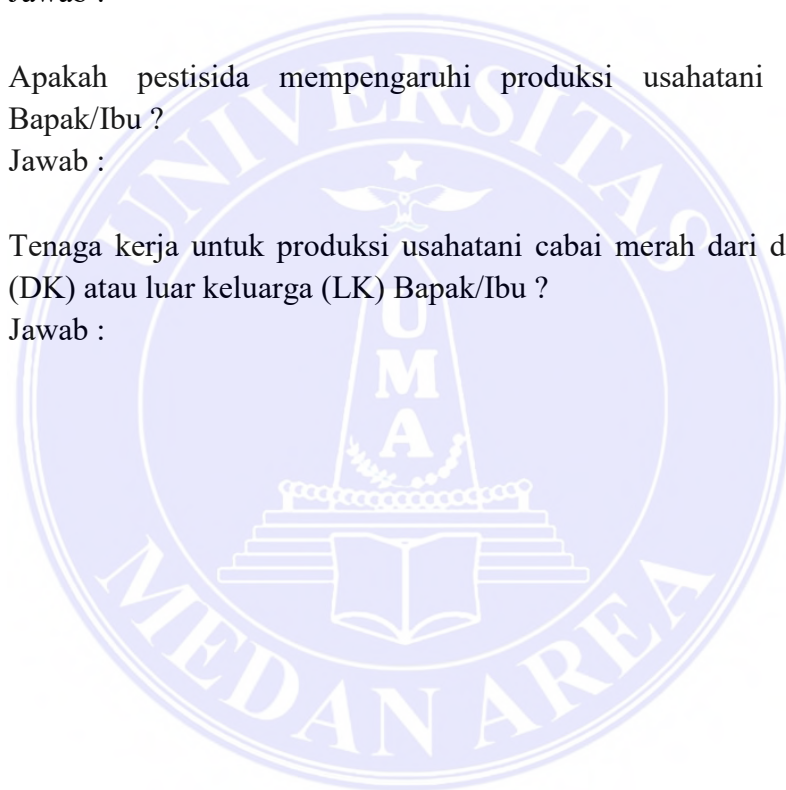 Apakah pestisida mempengaruhi produksi usahatani
Bapak/Ibu ?
Jawab :
Tenaga kerja untuk produksi usahatani cabai merah dari d
(DK) atau luar keluarga (LK) Bapak/Ibu ?
Jawab :
UNIVERSITAS
UMA
MEDAN AREA